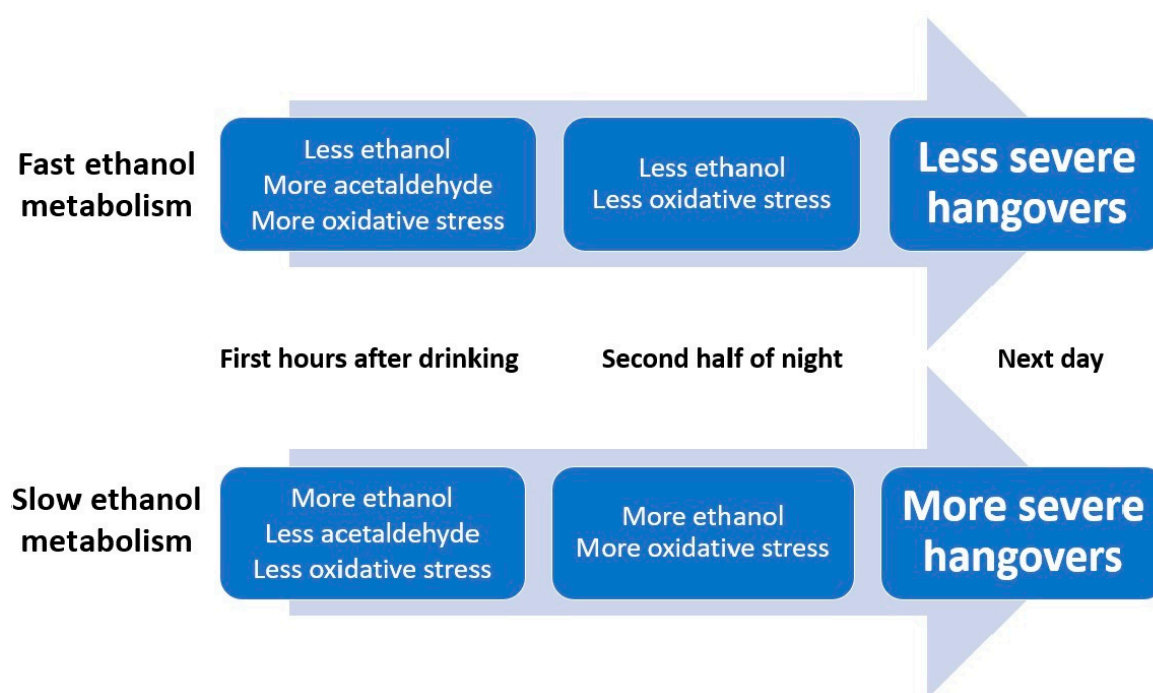 Fast ethanol
metabolism
Less ethanol
More acetaldehyde
More oxidative stress
Less ethanol
Less oxidative stress
Less severe
hangovers
First hours after drinking
Second half of night
Next day
Slow ethanol
metabolism
More ethanol
Less acetaldehyde
Less oxidative stress
More ethanol
More oxidative stress
More severe
hangovers